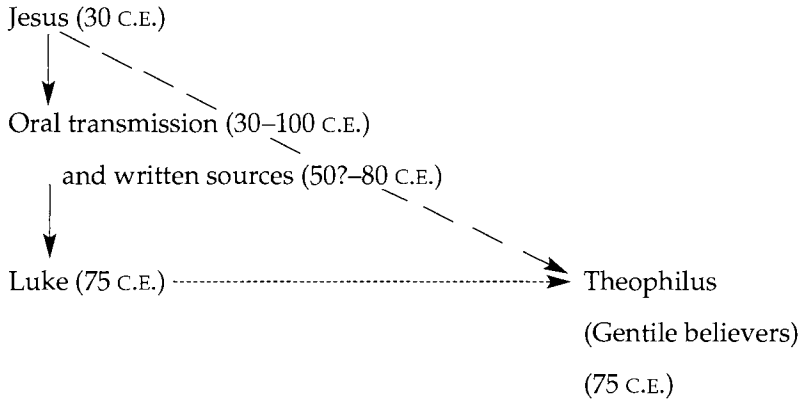 Jesus (30 C.E.)
Oral transmission (30–100 C.E.)
and written sources (50?–80 C.E.)
Luke (75 C.E.)
Theophilus
(Gentile believers)
(75 C.E.)